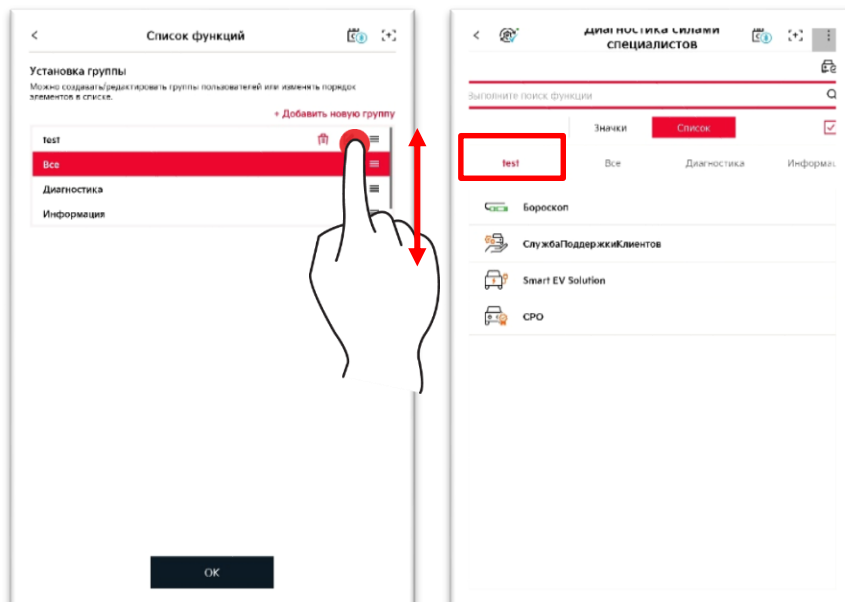 Список функций
Установка группы
Можно создавать/редактировать группы пользователей или изменять порядок
элементов в списке.
+ Добавить новую группу
test
Все
Диагностика
Информация
OK
Диагностика силами
специалистов
Выполните поиск функции
Значки
Список
test
Все
Диагностика
Информац
Бороскоп
СлужбаПоддержкиКлиентов
Smart EV Solution
CPO